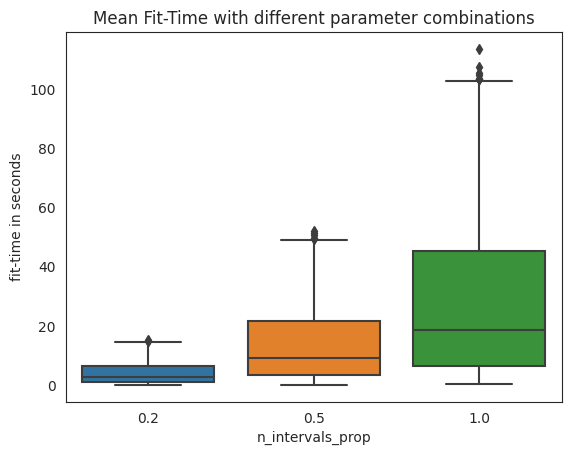 Mean Fit-Time with different parameter combinations
fit-time in seconds
100
80
60
40
20
0
0.2 0.5 1.0
n_intervals_prop